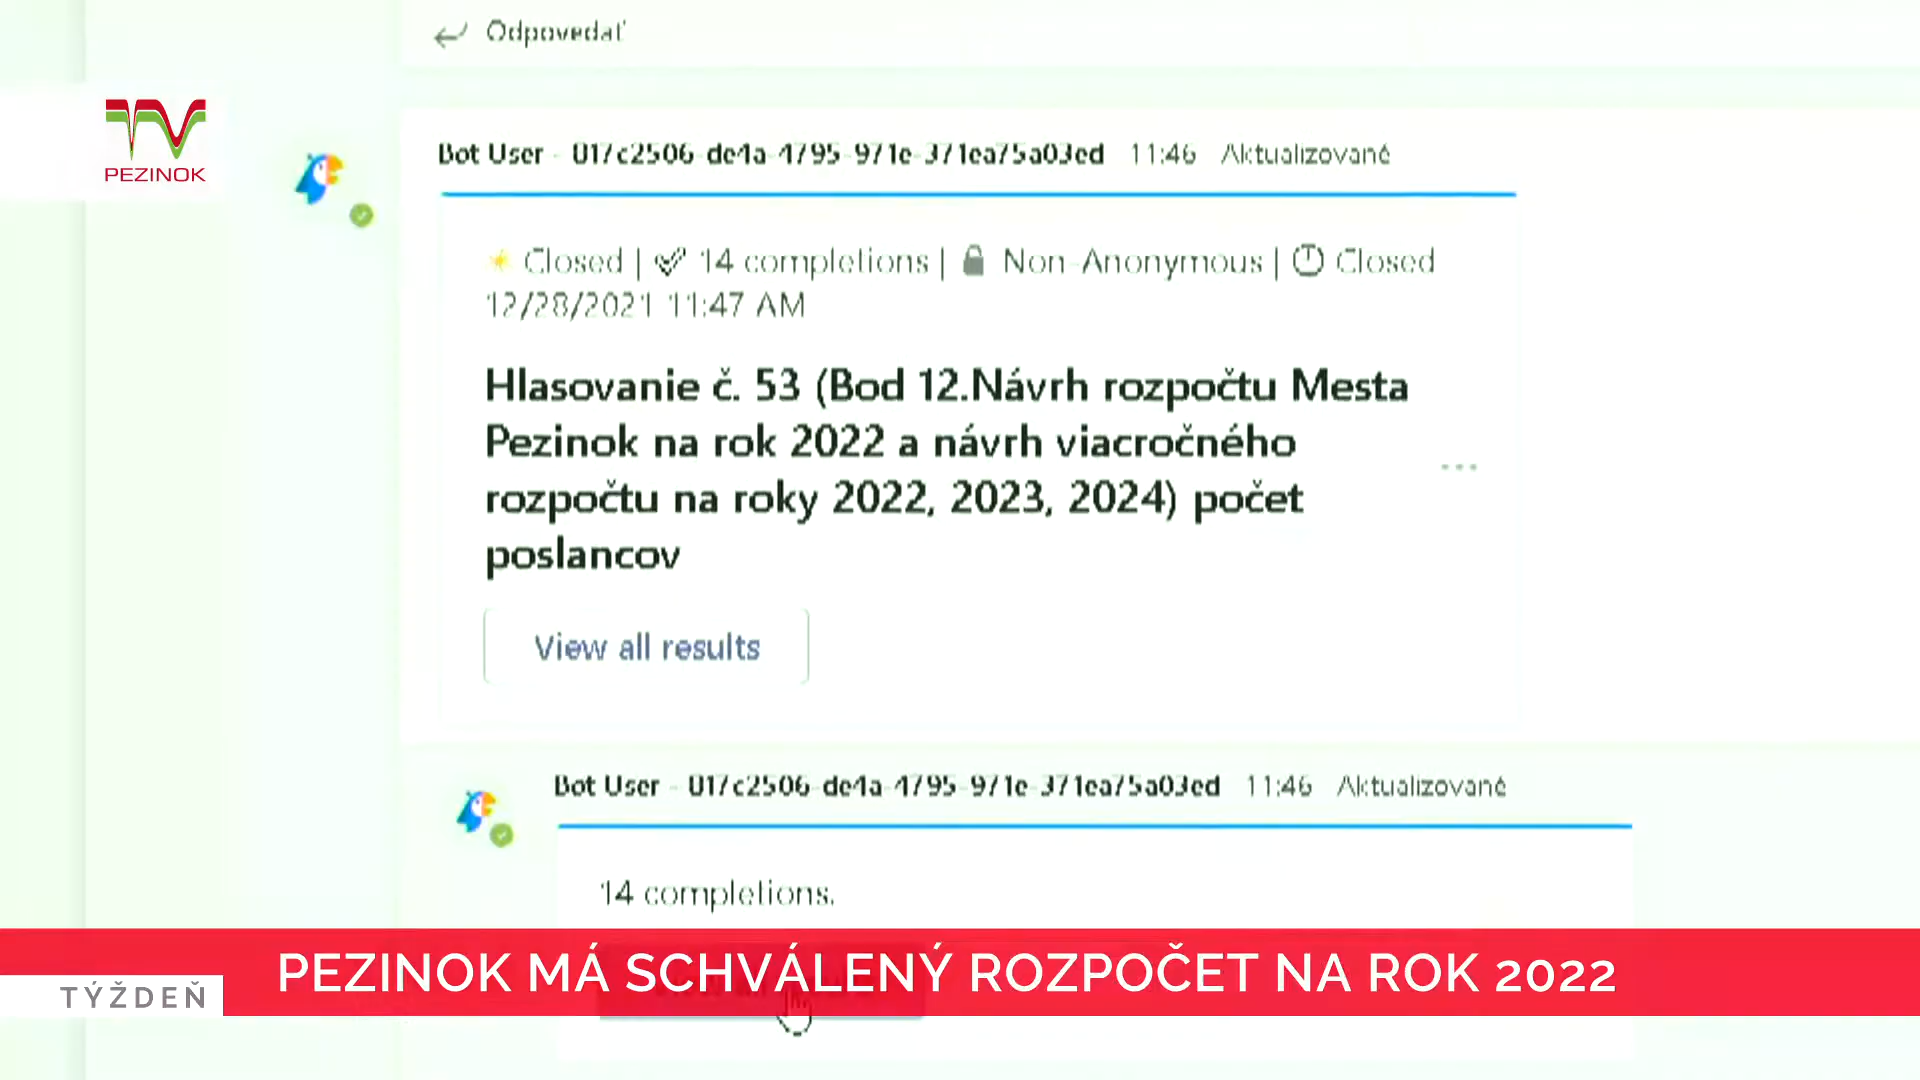 Odpovedať
TV
PEZINOK
Bot User - 017c2506-de4a-4795-971e-371ea75a03ed 11:46 Aktualizované
Closed | 14 completions | Non-Anonymous | Closed
12/28/2021 11:47 AM
Hlasovanie č. 53 (Bod 12.Návrh rozpočtu Mesta
Pezinok na rok 2022 a návrh viacročného
rozpočtu na roky 2022, 2023, 2024) počet
poslancov
View all results
Bot User - 017c2506-de4a-4795-971e-371ea75a03ed 11:46 Aktualizované
14 completions.
PEZINOK MÁ SCHVÁLENÝ ROZPOČET NA ROK 2022
TÝŽDEŇ